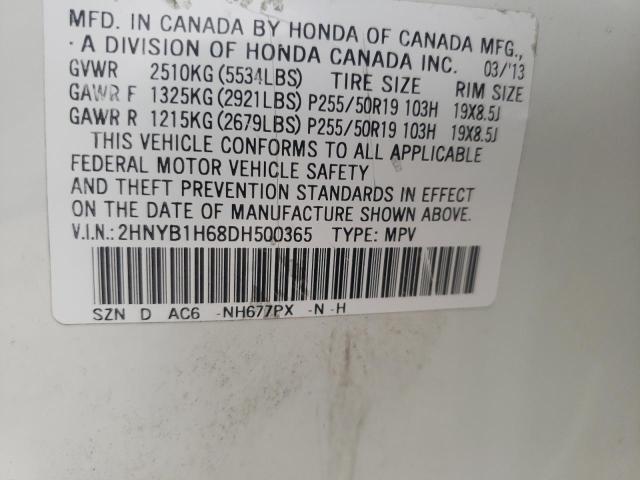 MFD. IN CANADA BY HONDA OF CANADA MFG.,
· A DIVISION OF HONDA CANADA INC. 03/'13
GVWR 2510KG (5534LBS) TIRE SIZE RIM SIZE
GAWR F 1325KG (2921LBS) P255/50R19 103H 19X8.5J
GAWR R 1215KG (2679LBS) P255/50R19 103H 19X8.5J
THIS VEHICLE CONFORMS TO ALL APPLICABLE
FEDERAL MOTOR VEHICLE SAFETY
AND THEFT PREVENTION STANDARDS IN EFFECT
ON THE DATE OF MANUFACTURE SHOWN ABOVE.
V.I.N.: 2HNYB1H68DH500365 TYPE: MPV
SZN D AC6 -NH677PX -N -H